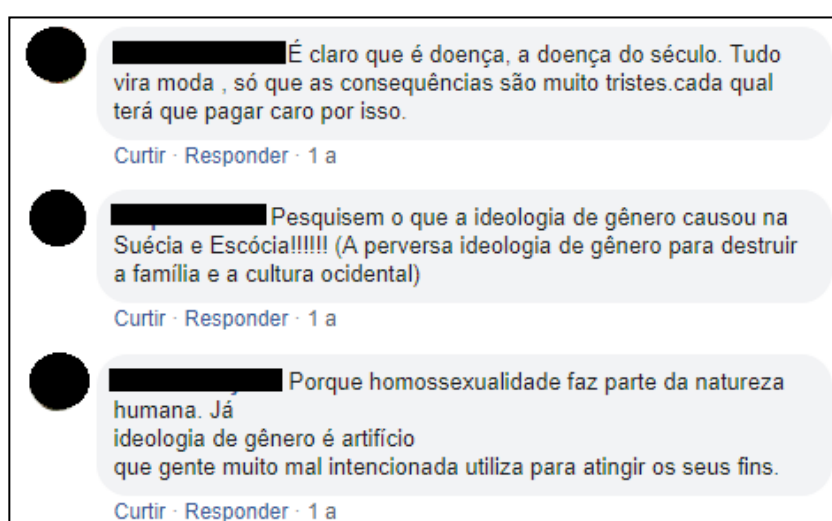 É claro que é doença, a doença do século. Tudo
vira moda , só que as consequências são muito tristes.cada qual
terá que pagar caro por isso.
Curtir · Responder · 1 a
Pesquisem o que a ideologia de gênero causou na
Suécia e Escócia!!!!!! (A perversa ideologia de gênero para destruir
a família e a cultura ocidental)
Curtir · Responder · 1 a
Porque homossexualidade faz parte da natureza
humana. Já
ideologia de gênero é artifício
que gente muito mal intencionada utiliza para atingir os seus fins.
Curtir · Responder · 1 a